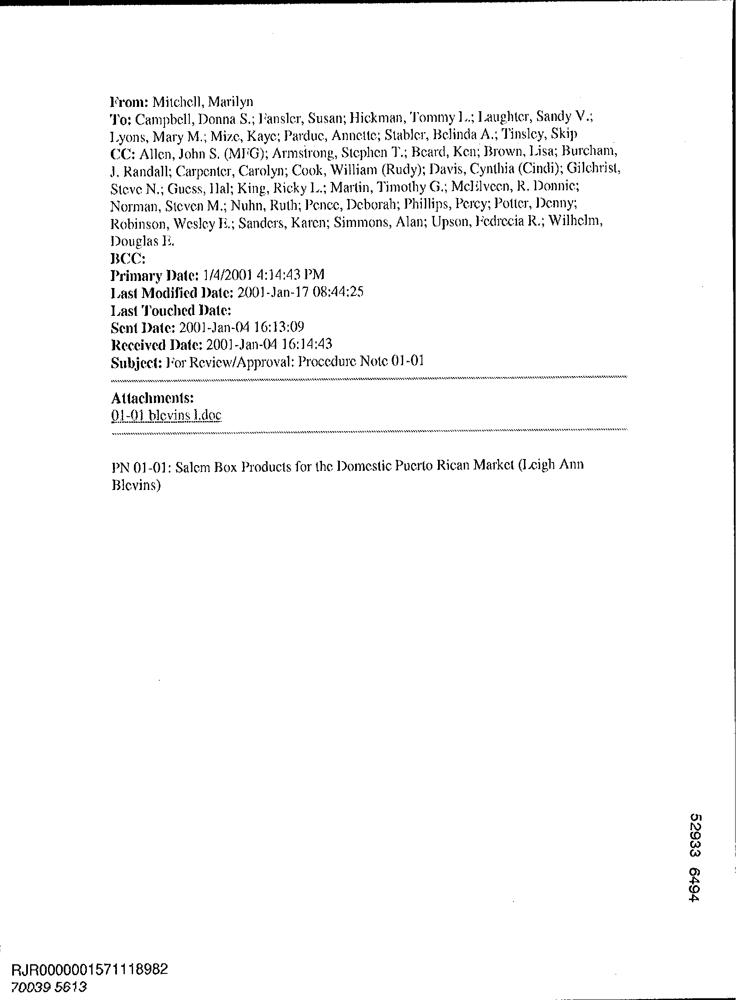 From: Mitchell, Marilyn
To: Campbell, Donna S.; Fansler, Susan; Hickman, Tommy L.; Laughter, Sandy V.;
Lyons, Mary M.; Mize, Kaye; Pardue, Annette; Stabler, Belinda A.; Tinsley, Skip
CC: Allen, John S. (MFG); Armstrong, Stephen T.; Beard, Ken; Brown, Lisa; Burcham,
J. Randall; Carpenter, Carolyn; Cook, William (Rudy); Davis, Cynthia (Cindi); Gilchrist,
Steve N.; Guess, Hal; King, Ricky L.; Martin, Timothy G.; McElveen, R. Donnie;
Norman, Steven M.; Nuhn, Ruth; Pence, Deborah; Phillips, Percy; Potter, Denny;
Robinson, Wesley E.; Sanders, Karen; Simmons, Alan; Upson, Fedrecia R.; Wilhelm,
Douglas E.
BCC:
Primary Date: 1/4/2001 4:14:43 PM
Last Modified Date: 2001-Jan-17 08:44:25
Last Touched Date:
Sent Date: 2001-Jan-04 16:13:09
Received Date: 2001-Jan-04 16:14:43
Subject: For Review/Approval: Procedure Note 01-01
Attachments:
01-01 blevins 1.doc
PN 01-01: Salem Box Products for the Domestic Puerto Rican Market (Leigh Ann
Blevins)
52933 6494
RJR0000001571118982
70039 5613